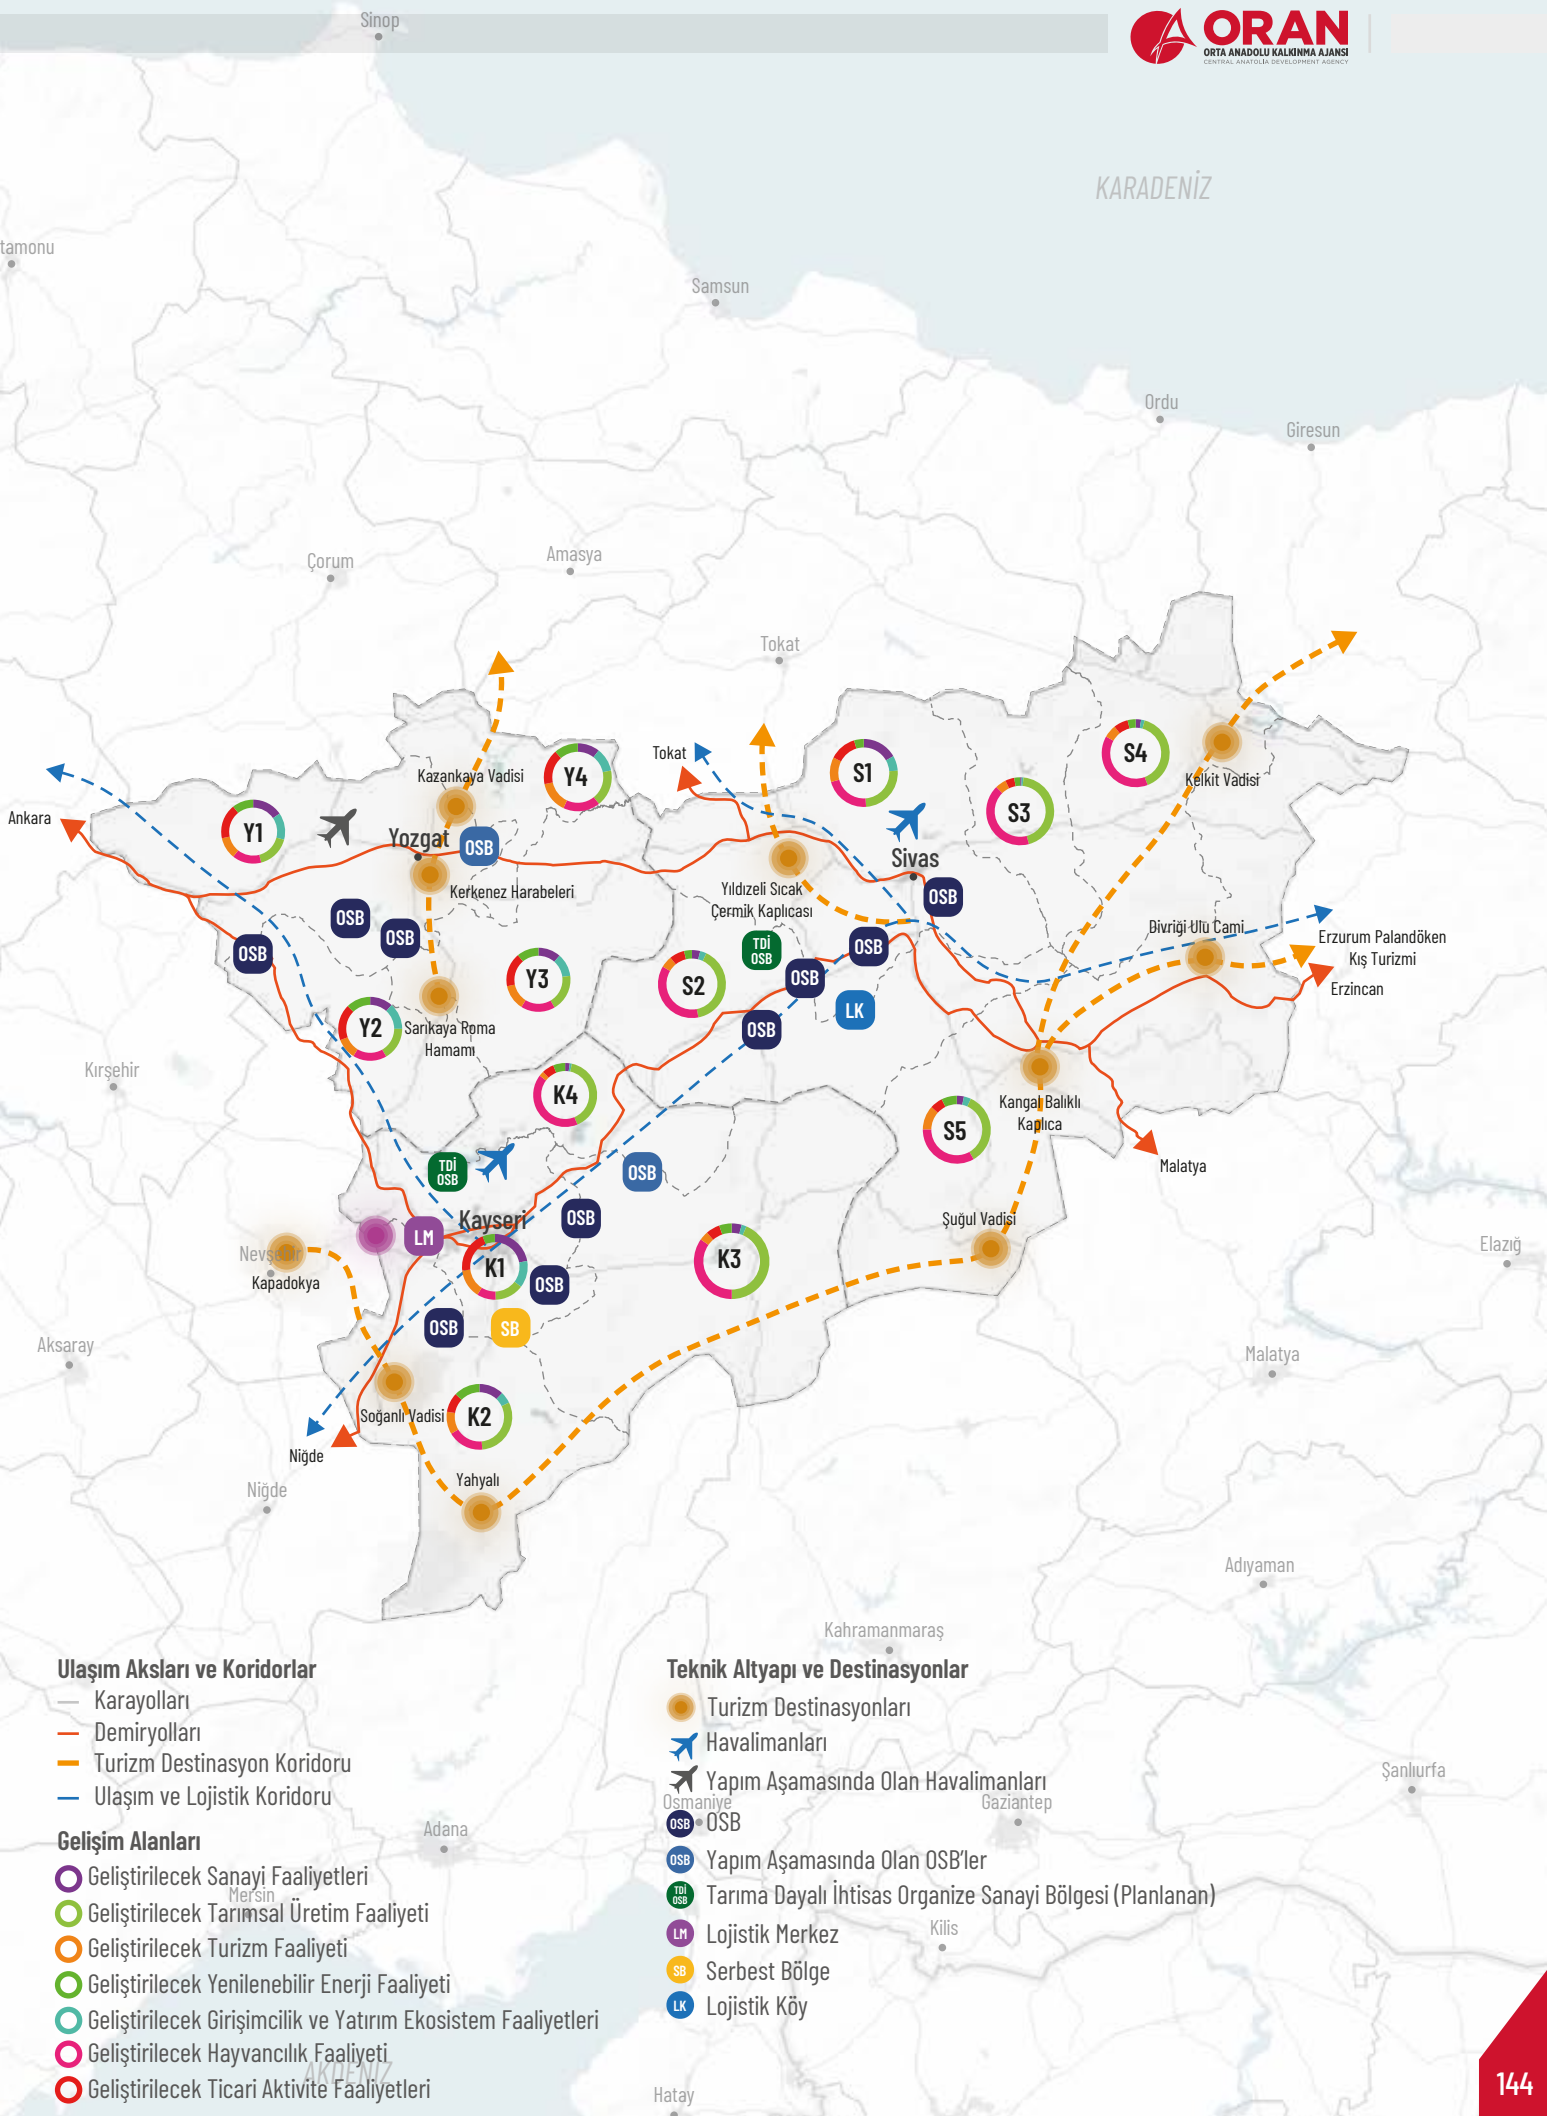 Sinop
ORAN
ORTA ANADOLU KALKINMA AJANSI
CENTRAL ANATOLIA DEVELOPMENT AGENCY
KARADENİZ
tamonu
Samsun
Ordu
Giresun
Çorum
Amasya
Tokat
Tokat
Kazankaya Vadisi
Y4
S1
S4
Kelkit Vadisi
Ankara
Y1
S3
Yozgat
OSB
Sivas
Kerkenez Harabeleri
Yıldızeli Sıcak
Çermik Kaplıcası
OSB
OSB
OSB
OSB
TDİ
OSB
OSB
Divriği Ulu Cami
Erzurum Palandöken
Kış Turizmi
Erzincan
Y3
S2
OSB
LK
OSB
Y2
Sarıkaya Roma
Hamamı
Kırşehir
K4
Kangal Balıklı
Kaplıca
S5
Malatya
TDİ
OSB
OSB
Kayseri
OSB
LM
Şuğul Vadisi
Elazığ
Nevşehir
Kapadokya
K1
K3
OSB
OSB
SB
Aksaray
Malatya
Soğanlı Vadisi
K2
Niğde
Yahyalı
Niğde
Adıyaman
Kahramanmaraş
Ulaşım Aksları ve Koridorlar
Karayolları
Demiryolları
Turizm Destinasyon Koridoru
Ulaşım ve Lojistik Koridoru
Gelişim Alanları
Geliştirilecek Sanayi Faaliyetleri
Geliştirilecek Tarımsal Üretim Faaliyeti
Geliştirilecek Turizm Faaliyeti
Geliştirilecek Yenilenebilir Enerji Faaliyeti
Geliştirilecek Girişimcilik ve Yatırım Ekosistem Faaliyetleri
Geliştirilecek Hayvancılık Faaliyeti
Geliştirilecek Ticari Aktivite Faaliyetleri
Adana
Mersin
AKDENİZ
Teknik Altyapı ve Destinasyonlar
Turizm Destinasyonları
Havalimanları
Yapım Aşamasında Olan Havalimanları
Osmaniye
Gaziantep
Şanlıurfa
OSB OSB
OSB Yapım Aşamasında Olan OSB'ler
TDİ
OSB Tarıma Dayalı İhtisas Organize Sanayi Bölgesi (Planlanan)
LM Lojistik Merkez
Kilis
SB Serbest Bölge
LK Lojistik Köy
Hatay
144